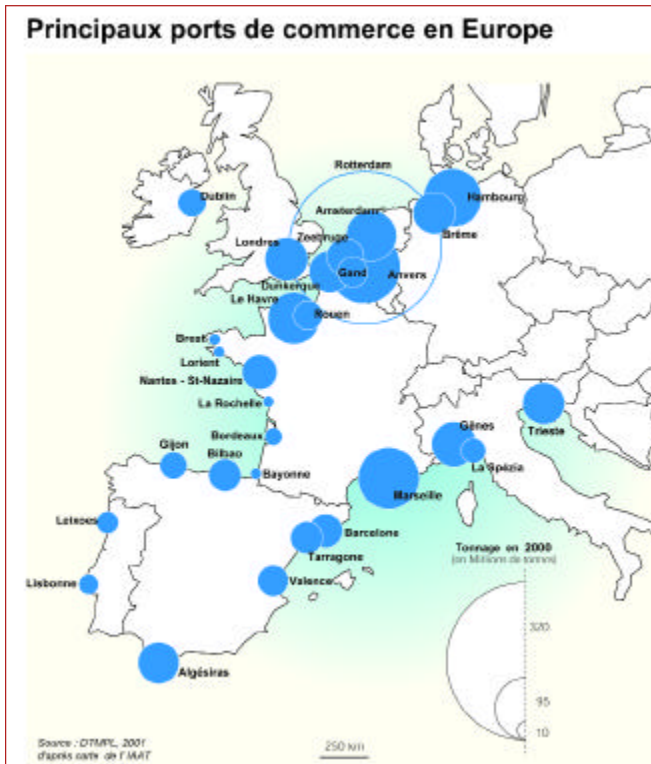 Principaux ports de commerce en Europe
Rotterdam
Hambourg
Dublin
Amsterdam
Brême
Zeebruge
Londres
Gand
Anvers
Dunkerque
Le Havre
Rouen
Brest
Lorient
Nantes - St-Nazaire
La Rochelle
Bordeaux
Gênes
Trieste
Gijon
Bilbao
La Spézia
Bayonne
Marseille
Leixoes
Barcelone
Tarragone
Tonnage en 2000
(en Millions de tonnes)
Lisbonne
Valence
320
Algésiras
95
10
Source : DTMPL, 2001
d'après carte de l' IAAT
250 km